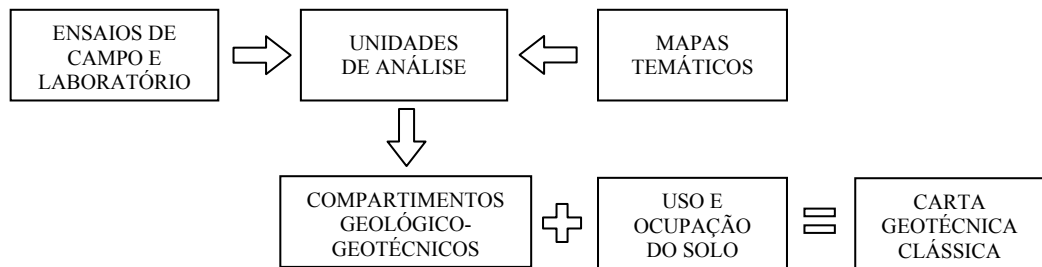 ENSAIOS DE
CAMPO E
LABORATÓRIO
UNIDADES
DE ANÁLISE
MAPAS
TEMÁTICOS
COMPARTIMENTOS
GEOLÓGICO-
GEOTÉCNICOS
USO E
OCUPAÇÃO
DO SOLO
CARTA
GEOTÉCNICA
CLÁSSICA